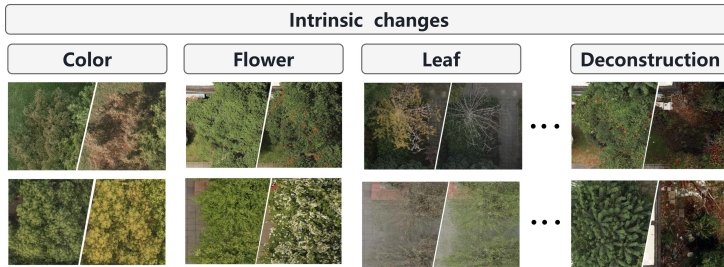 Intrinsic changes
Color
Flower
Leaf
Deconstruction